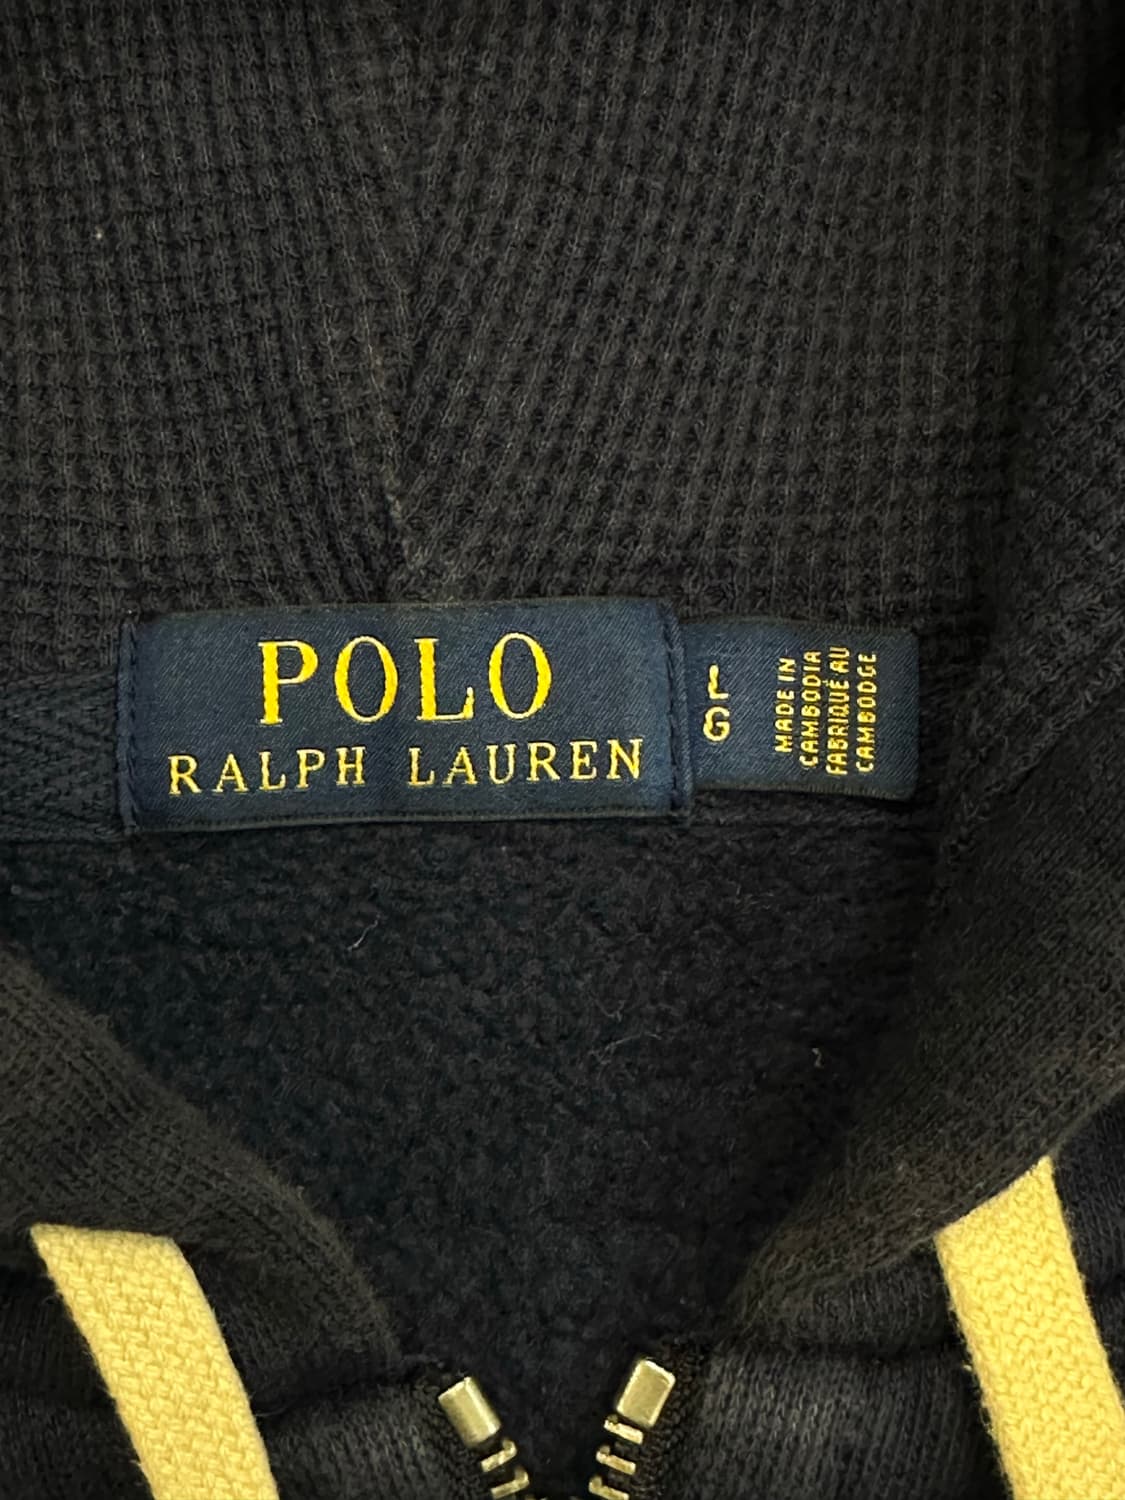 POLO
RALPH LAUREN
L
G
MADE IN
CAMBODIA
FABRIQUÉ AU
CAMBODGE